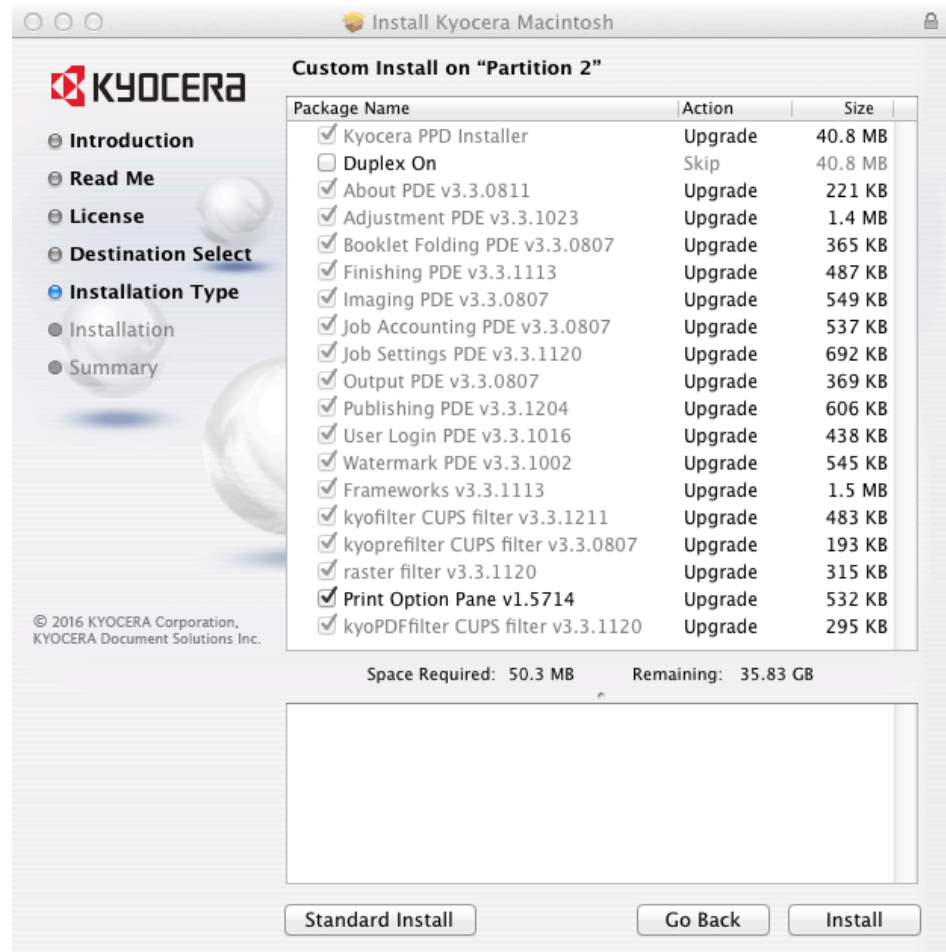 Install Kyocera Macintosh
KYOCERA
Introduction
Read Me
License
Destination Select
Installation Type
Installation
Summary
© 2016 KYOCERA Corporation,
KYOCERA Document Solutions Inc.
Custom Install on “Partition 2”
Package Name Action Size
Kyocera PPD Installer Upgrade 40.8 MB
Duplex On Skip 40.8 MB
About PDE v3.3.0811 Upgrade 221 KB
Adjustment PDE v3.3.1023 Upgrade 1.4 MB
Booklet Folding PDE v3.3.0807 Upgrade 365 KB
Finishing PDE v3.3.1113 Upgrade 487 KB
Imaging PDE v3.3.0807 Upgrade 549 KB
Job Accounting PDE v3.3.0807 Upgrade 537 KB
Job Settings PDE v3.3.1120 Upgrade 692 KB
Output PDE v3.3.0807 Upgrade 369 KB
Publishing PDE v3.3.1204 Upgrade 606 KB
User Login PDE v3.3.1016 Upgrade 438 KB
Watermark PDE v3.3.1002 Upgrade 545 KB
Frameworks v3.3.1113 Upgrade 1.5 MB
kyofilter CUPS filter v3.3.1211 Upgrade 483 KB
kyoprefilter CUPS filter v3.3.0807 Upgrade 193 KB
raster filter v3.3.1120 Upgrade 315 KB
Print Option Pane v1.5714 Upgrade 532 KB
kyoPDFfilter CUPS filter v3.3.1120 Upgrade 295 KB
Space Required: 50.3 MB Remaining: 35.83 GB
Standard Install Go Back Install